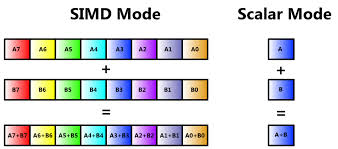 SIMD Mode Scalar Mode
A7 A6 A5 A4 A3 A2 A1 A0 A
+ +
B7 B6 B5 B4 B3 B2 B1 B0 B
= =
A7+B7 A6+B6 A5+B5 A4+B4 A3+B3 A2+B2 A1+B1 A0+B0 A+B